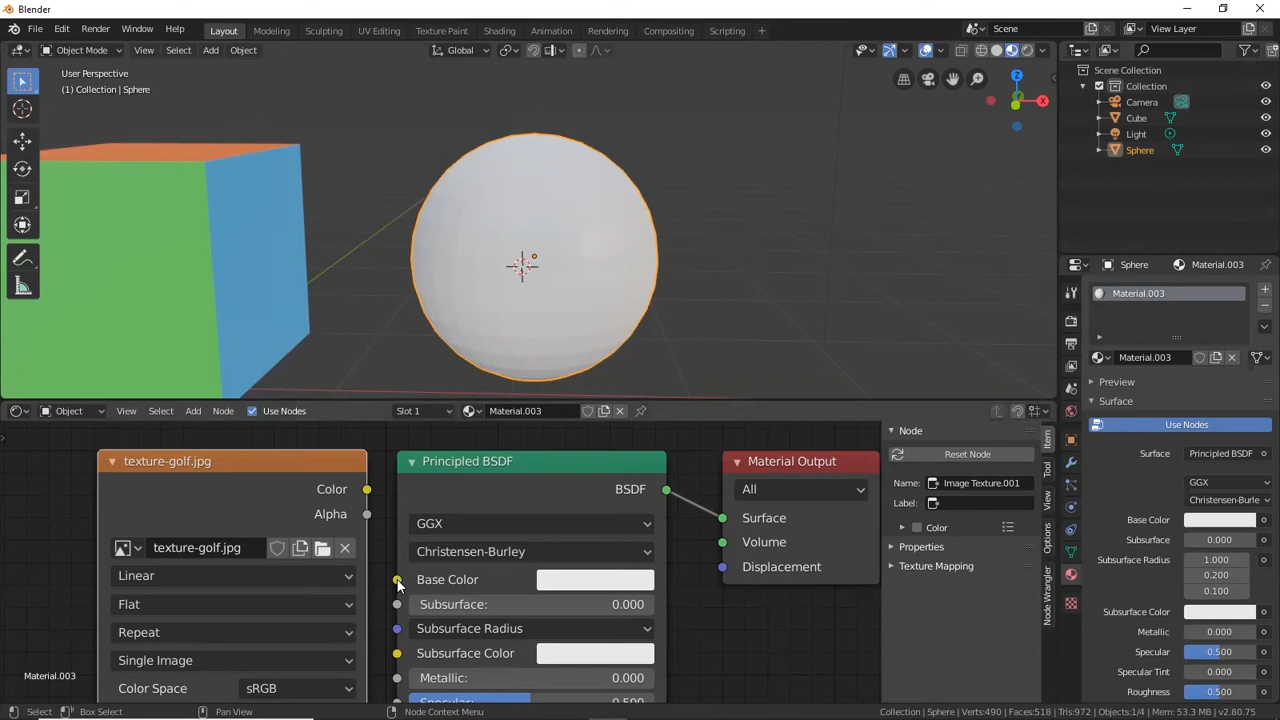 Blender
File Edit Render Window Help Layout Modeling Sculpting UV Editing Texture Paint Shading Animation Rendering Compositing Scripting + Scene View Layer
Object Mode View Select Add Object Global
User Perspective
(1) Collection | Sphere
Z
X
Scene Collection
Collection
Camera
Cube
Light
Sphere
Sphere Material.003
Material.003
Material.003
Preview
Surface
Use Nodes
Surface Principled BSDF
GGX
Christensen-Burle
Base Color
Subsurface 0.000
Subsurface Radius 1.000
0.200
0.100
Subsurface Color
Metallic 0.000
Specular 0.500
Specular Tint 0.000
Roughness 0.500
Object View Select Add Node Use Nodes Slot 1 Material.003
texture-golf.jpg
Color
Alpha
texture-golf.jpg
Linear
Flat
Repeat
Single Image
Color Space sRGB
Principled BSDF
BSDF
GGX
Christensen-Burley
Base Color
Subsurface: 0.000
Subsurface Radius
Subsurface Color
Metallic: 0.000
Specular: 0.500
Material Output
All
Surface
Volume
Displacement
Node
Reset Node
Name: Image Texture.001
Label:
Color
Properties
Texture Mapping
Item
Tool
View
Options
Node Wrangler
Material.003
Select Box Select Pan View Node Context Menu Collection | Sphere | Verts:490 | Faces:518 | Tris:972 | Objects:1/4 | Mem: 53.3 MB | v2.80.75